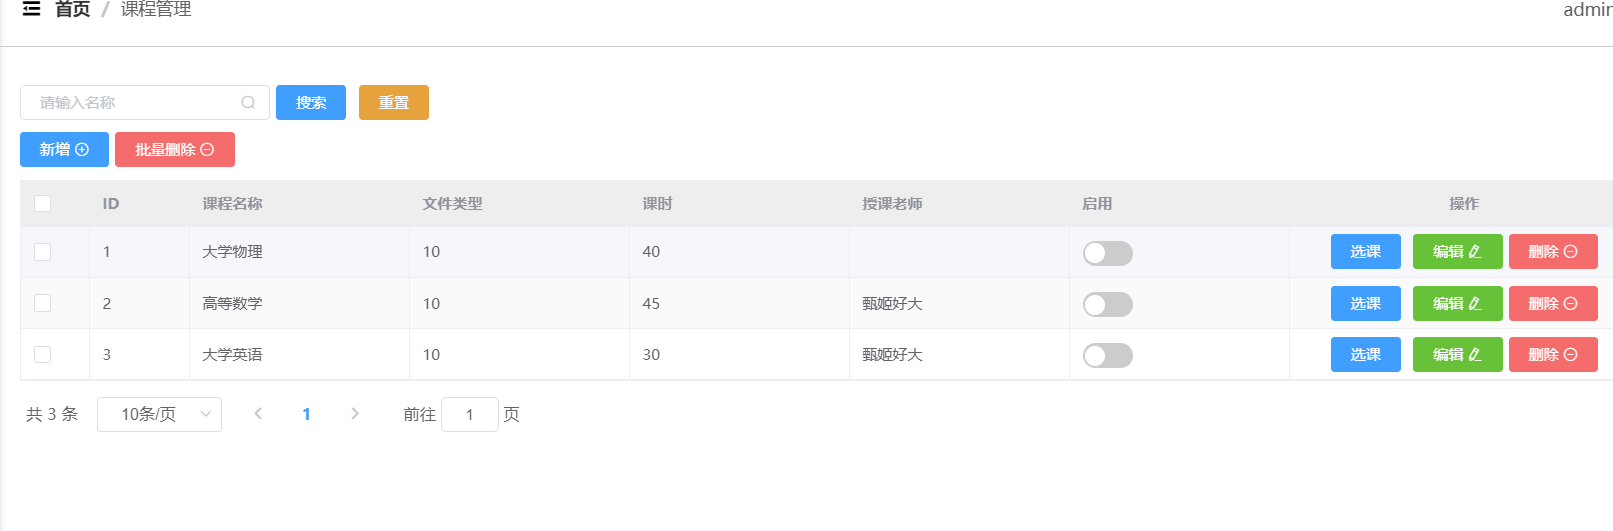 首页 / 课程管理 admin
请输入名称 搜索 重置
新增 批量删除
ID 课程名称 文件类型 课时 授课老师 启用 操作
1 大学物理 10 40 选课 编辑 删除
2 高等数学 10 45 甄姬好大 选课 编辑 删除
3 大学英语 10 30 甄姬好大 选课 编辑 删除
共 3 条 10条/页 1 前往 1 页